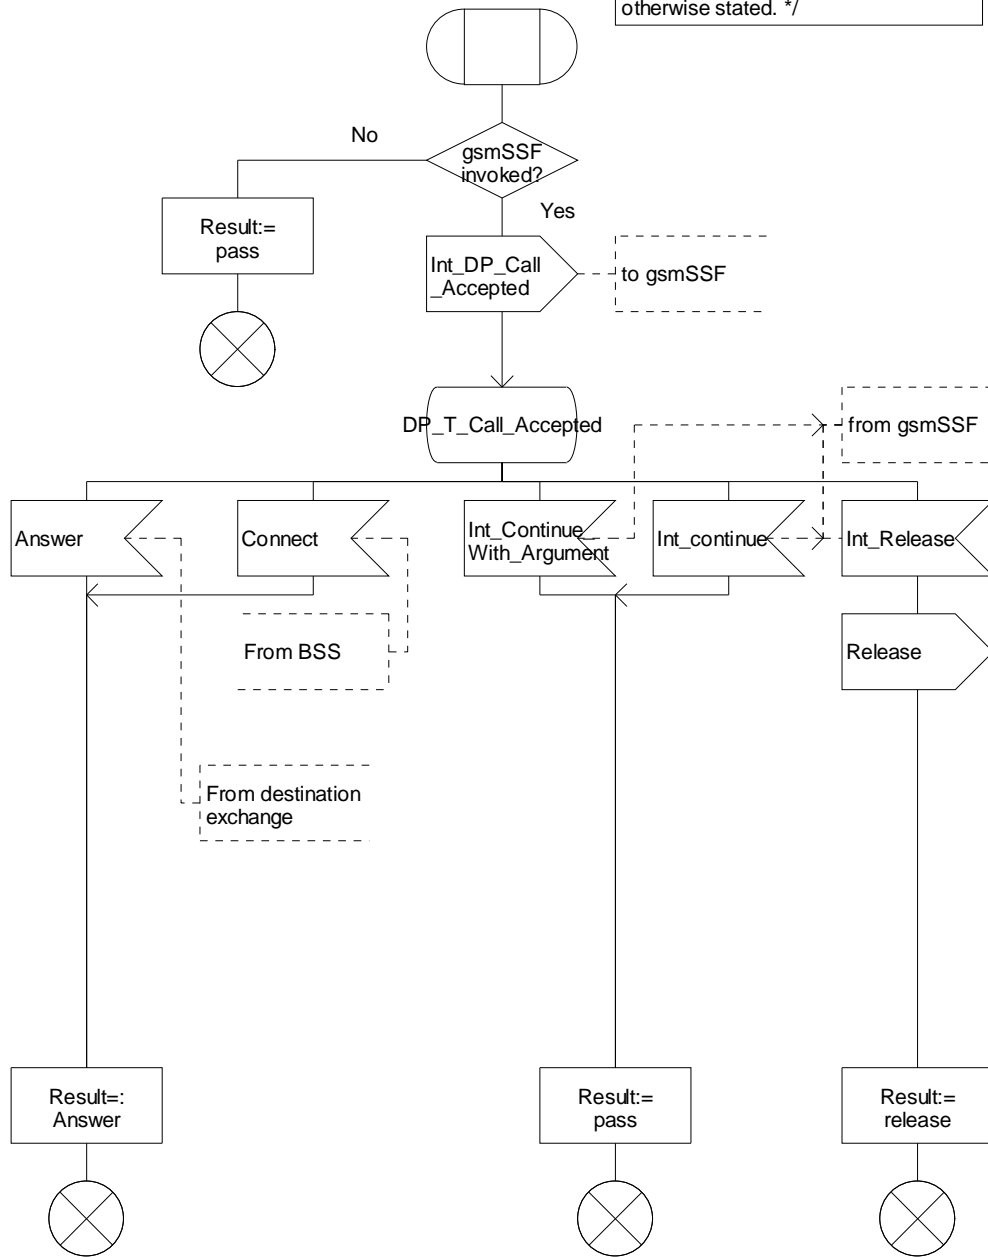 otherwise stated. */
No
gsmSSF
invoked?
Yes
Result:=
pass
Int_DP_Call
_Accepted
to gsmSSF
DP_T_Call_Accepted
from gsmSSF
Answer
Connect
Int_Continue
With_Argument
Int_continue
Int_Release
From BSS
Release
From destination
exchange
Result=:
Answer
Result:=
pass
Result:=
release